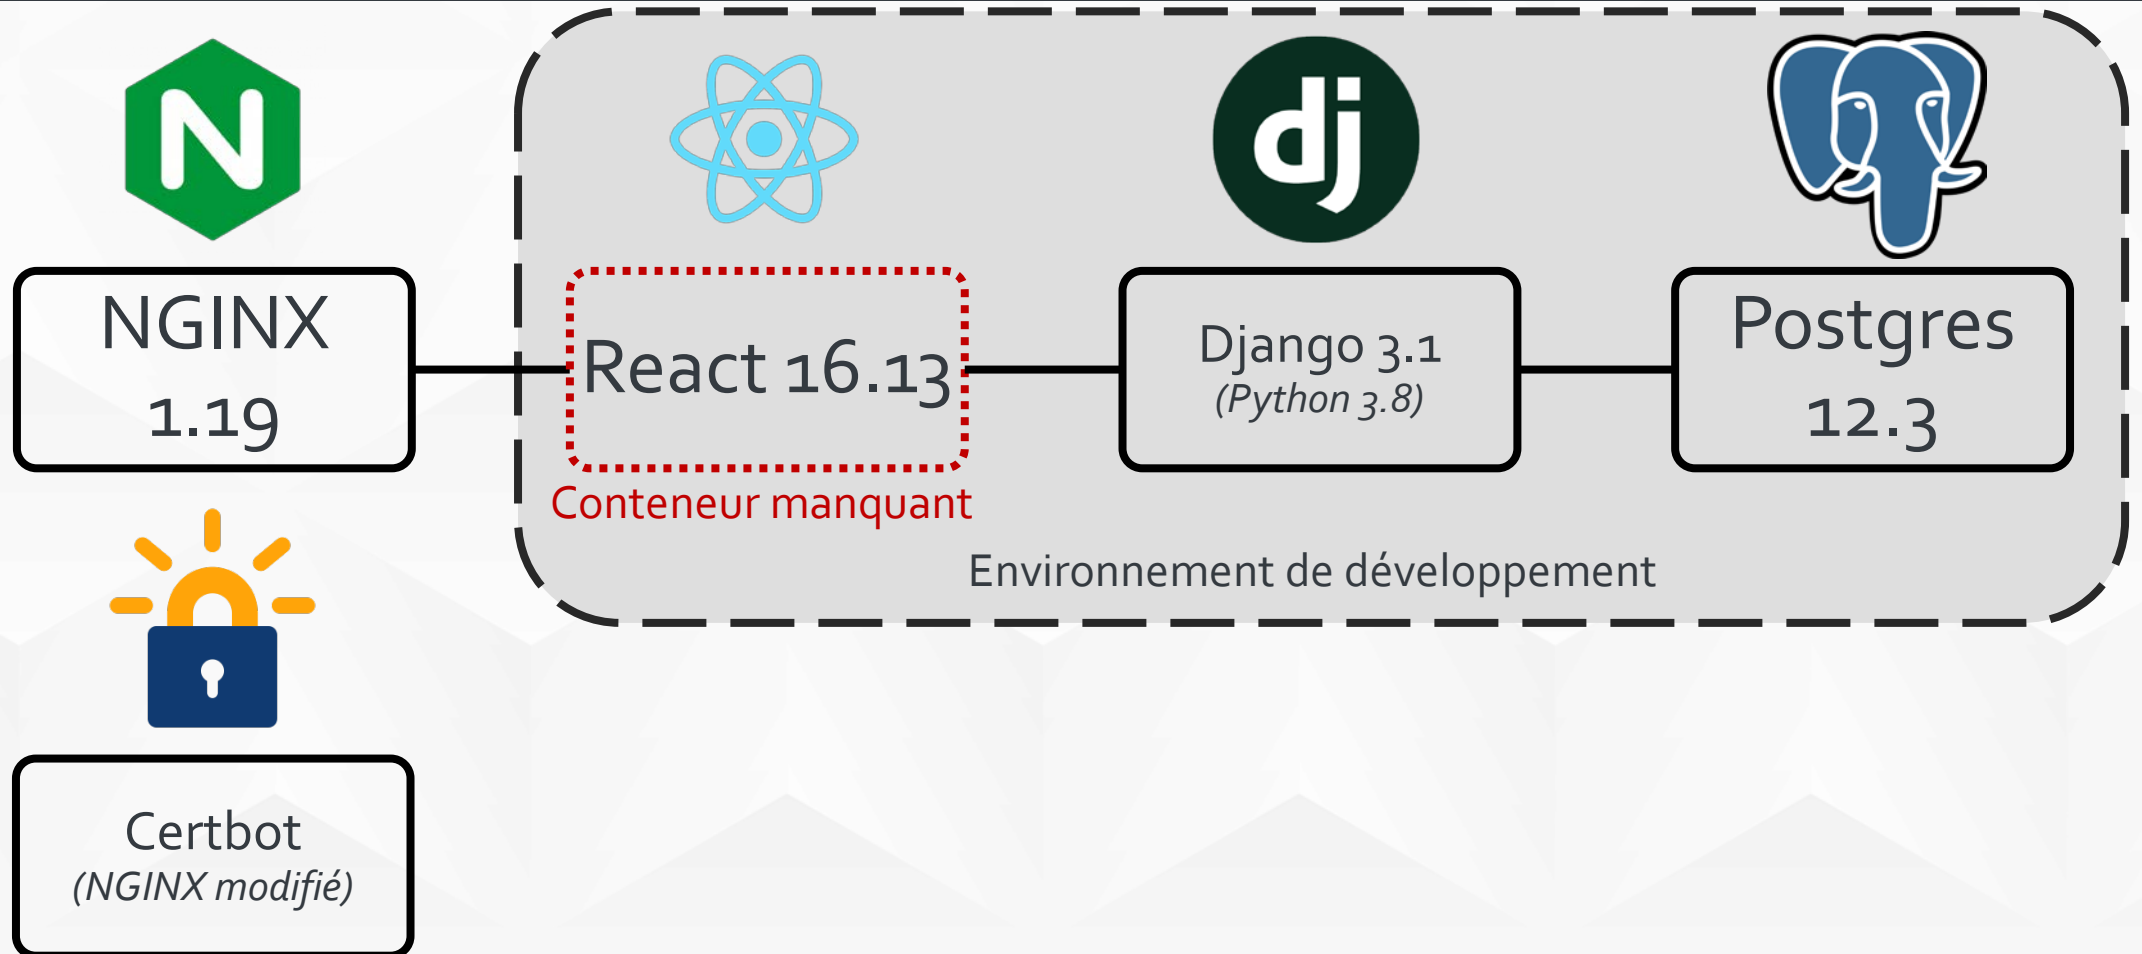 dj
NGINX
1.19
React 16.13
Django 3.1
(Python 3.8)
Postgres
12.3
Conteneur manquant
Environnement de développement
Certbot
(NGINX modifié)